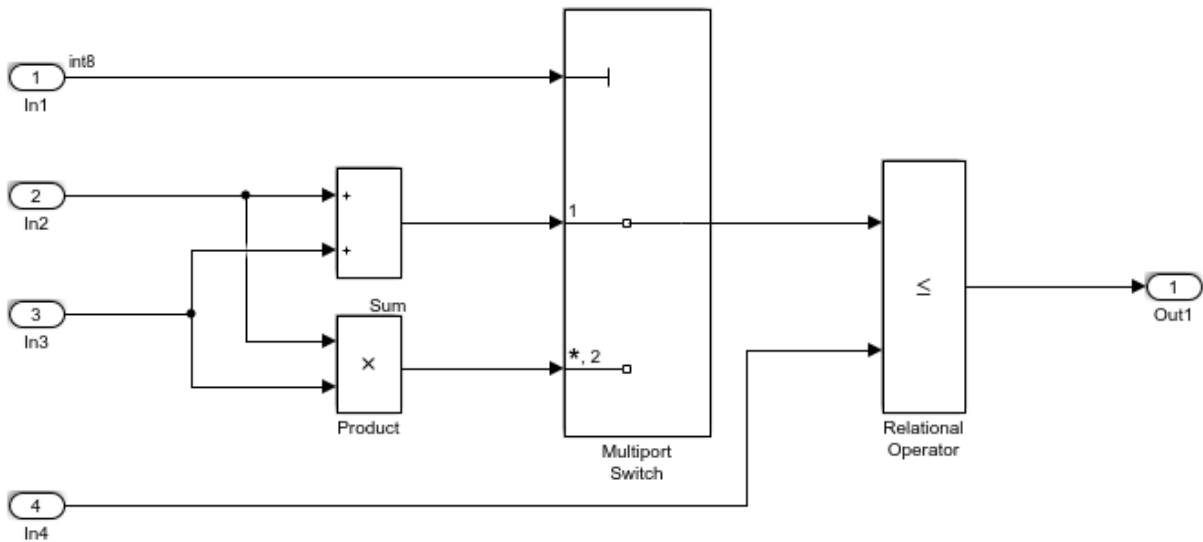 1
int8
In1
2
In2
+
+
Sum
3
In3
×
Product
1
*, 2
Multiport
Switch
≤
Relational
Operator
1
Out1
4
In4